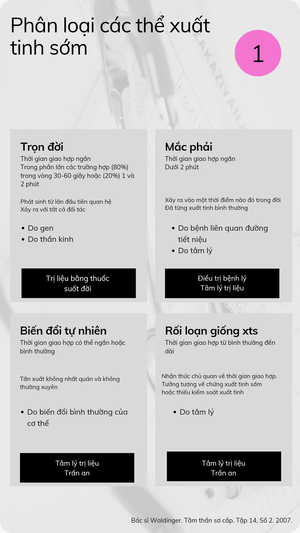 Phân loại các thể xuất
tinh sớm
1
Trọn đời
Thời gian giao hợp ngắn
Trong phần lớn các trường hợp (80%)
trong vòng 30-60 giây hoặc (20%) 1 và
2 phút
Phát sinh từ lần đầu tiên quan hệ
Xảy ra với tất cả đối tác
Do gen
Do thần kinh
Trị liệu bằng thuốc
suốt đời
Mắc phải
Thời gian giao hợp ngắn
Dưới 2 phút
Xảy ra vào một thời điểm nào đó trong đời
Đã từng xuất tinh bình thường
Do bệnh liên quan đường
tiết niệu
Do tâm lý
Điều trị bệnh lý
Tâm lý trị liệu
Biến đổi tự nhiên
Thời gian giao hợp có thể ngắn hoặc
bình thường
Tần xuất không nhất quán và không
thường xuyên
Do biến đổi bình thường của
cơ thể
Tâm lý trị liệu
Trấn an
Rối loạn giống xts
Thời gian giao hợp từ bình thường đến
dài
Nhận thức chủ quan về thời gian giao hợp.
Tưởng tượng về chứng xuất tinh sớm
hoặc thiếu kiểm soát xuất tinh
Do tâm lý
Tâm lý trị liệu
Trấn an
Bác sĩ Waldinger. Tâm thần sơ cấp. Tập 14, Số 2. 2007.